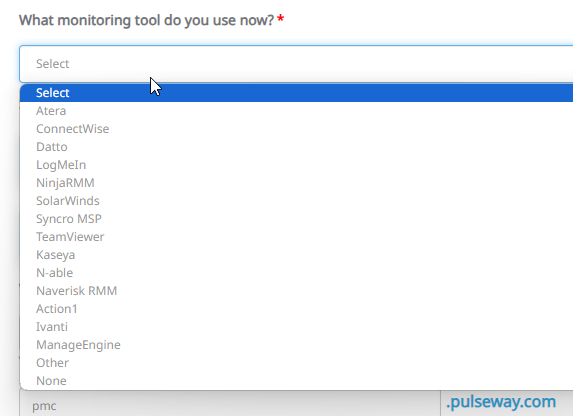 What monitoring tool do you use now? *
Select
Select
Atera
ConnectWise
Datto
LogMeIn
NinjaRMM
SolarWinds
Syncro MSP
TeamViewer
Kaseya
N-able
Naverisk RMM
Action1
Ivanti
ManageEngine
Other
None
pmc .pulseway.com